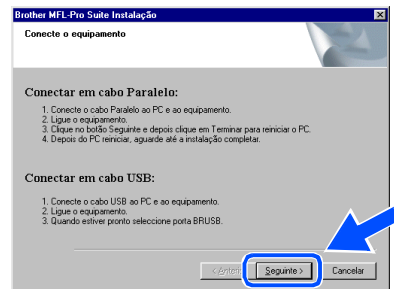 Brother MFL-Pro Suite Instalação
Conecte o equipamento
Conectar em cabo Paralelo:
1. Conecte o cabo Paralelo ao PC e ao equipamento.
2. Ligue o equipamento.
3. Clique no botão Seguinte e depois clique em Terminar para reiniciar o PC.
4. Depois do PC reiniciar, aguarde até a instalação completar.
Conectar em cabo USB:
1. Conecte o cabo USB ao PC e ao equipamento.
2. Ligue o equipamento.
3. Quando estiver pronto seleccione porta BRUSB.
Seguinte > Cancelar